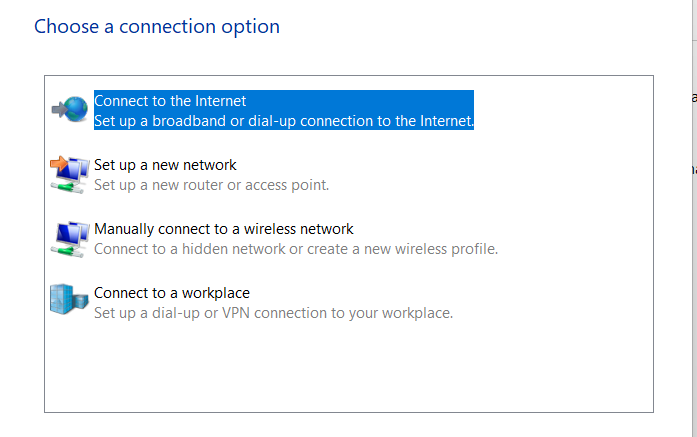 Choose a connection option
Connect to the Internet
Set up a broadband or dial-up connection to the Internet.
Set up a new network
Set up a new router or access point.
Manually connect to a wireless network
Connect to a hidden network or create a new wireless profile.
Connect to a workplace
Set up a dial-up or VPN connection to your workplace.